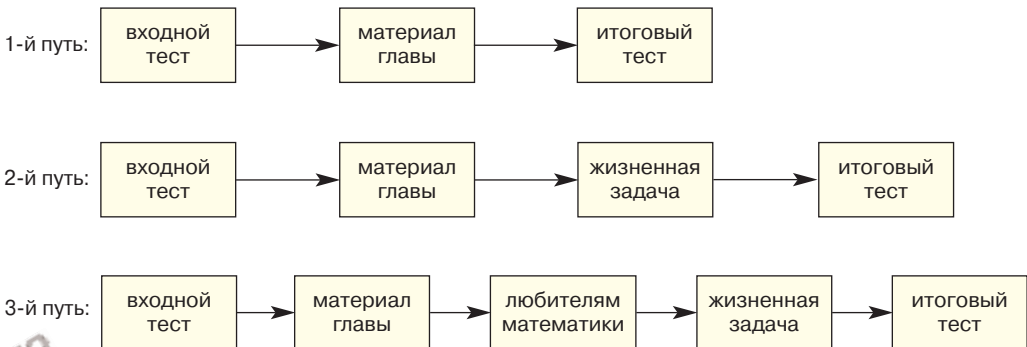 1-й путь:
входной
тест
материал
главы
итоговый
тест
2-й путь:
входной
тест
материал
главы
жизненная
задача
итоговый
тест
3-й путь:
входной
тест
материал
главы
любителям
математики
жизненная
задача
итоговый
тест